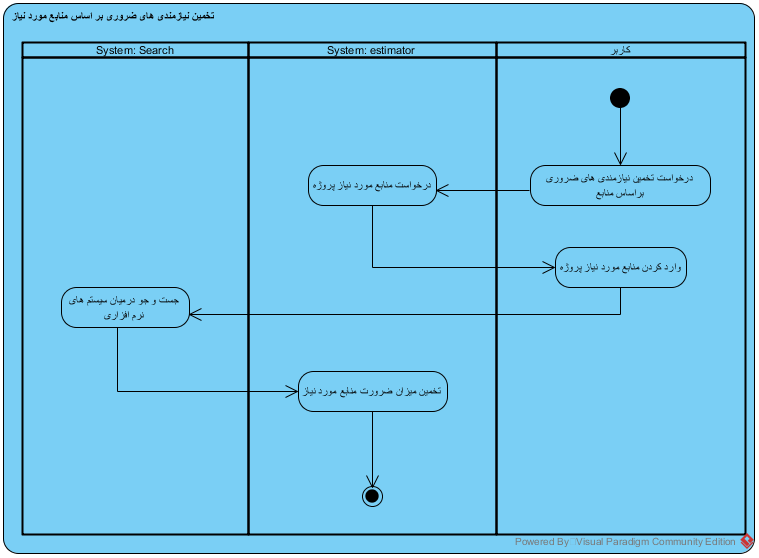 تخمین نیازمندی های ضروری بر اساس منابع مورد نیاز
System: Search
System: estimator
کاربر
درخواست تخمین نیازمندی های ضروری
براساس منابع
درخواست منابع مورد نیاز پروژه
وارد کردن منابع مورد نیاز پروژه
جست و جو درمیان سیستم های
نرم افزاری
تخمین میزان ضرورت منابع مورد نیاز
Powered By Visual Paradigm Community Edition